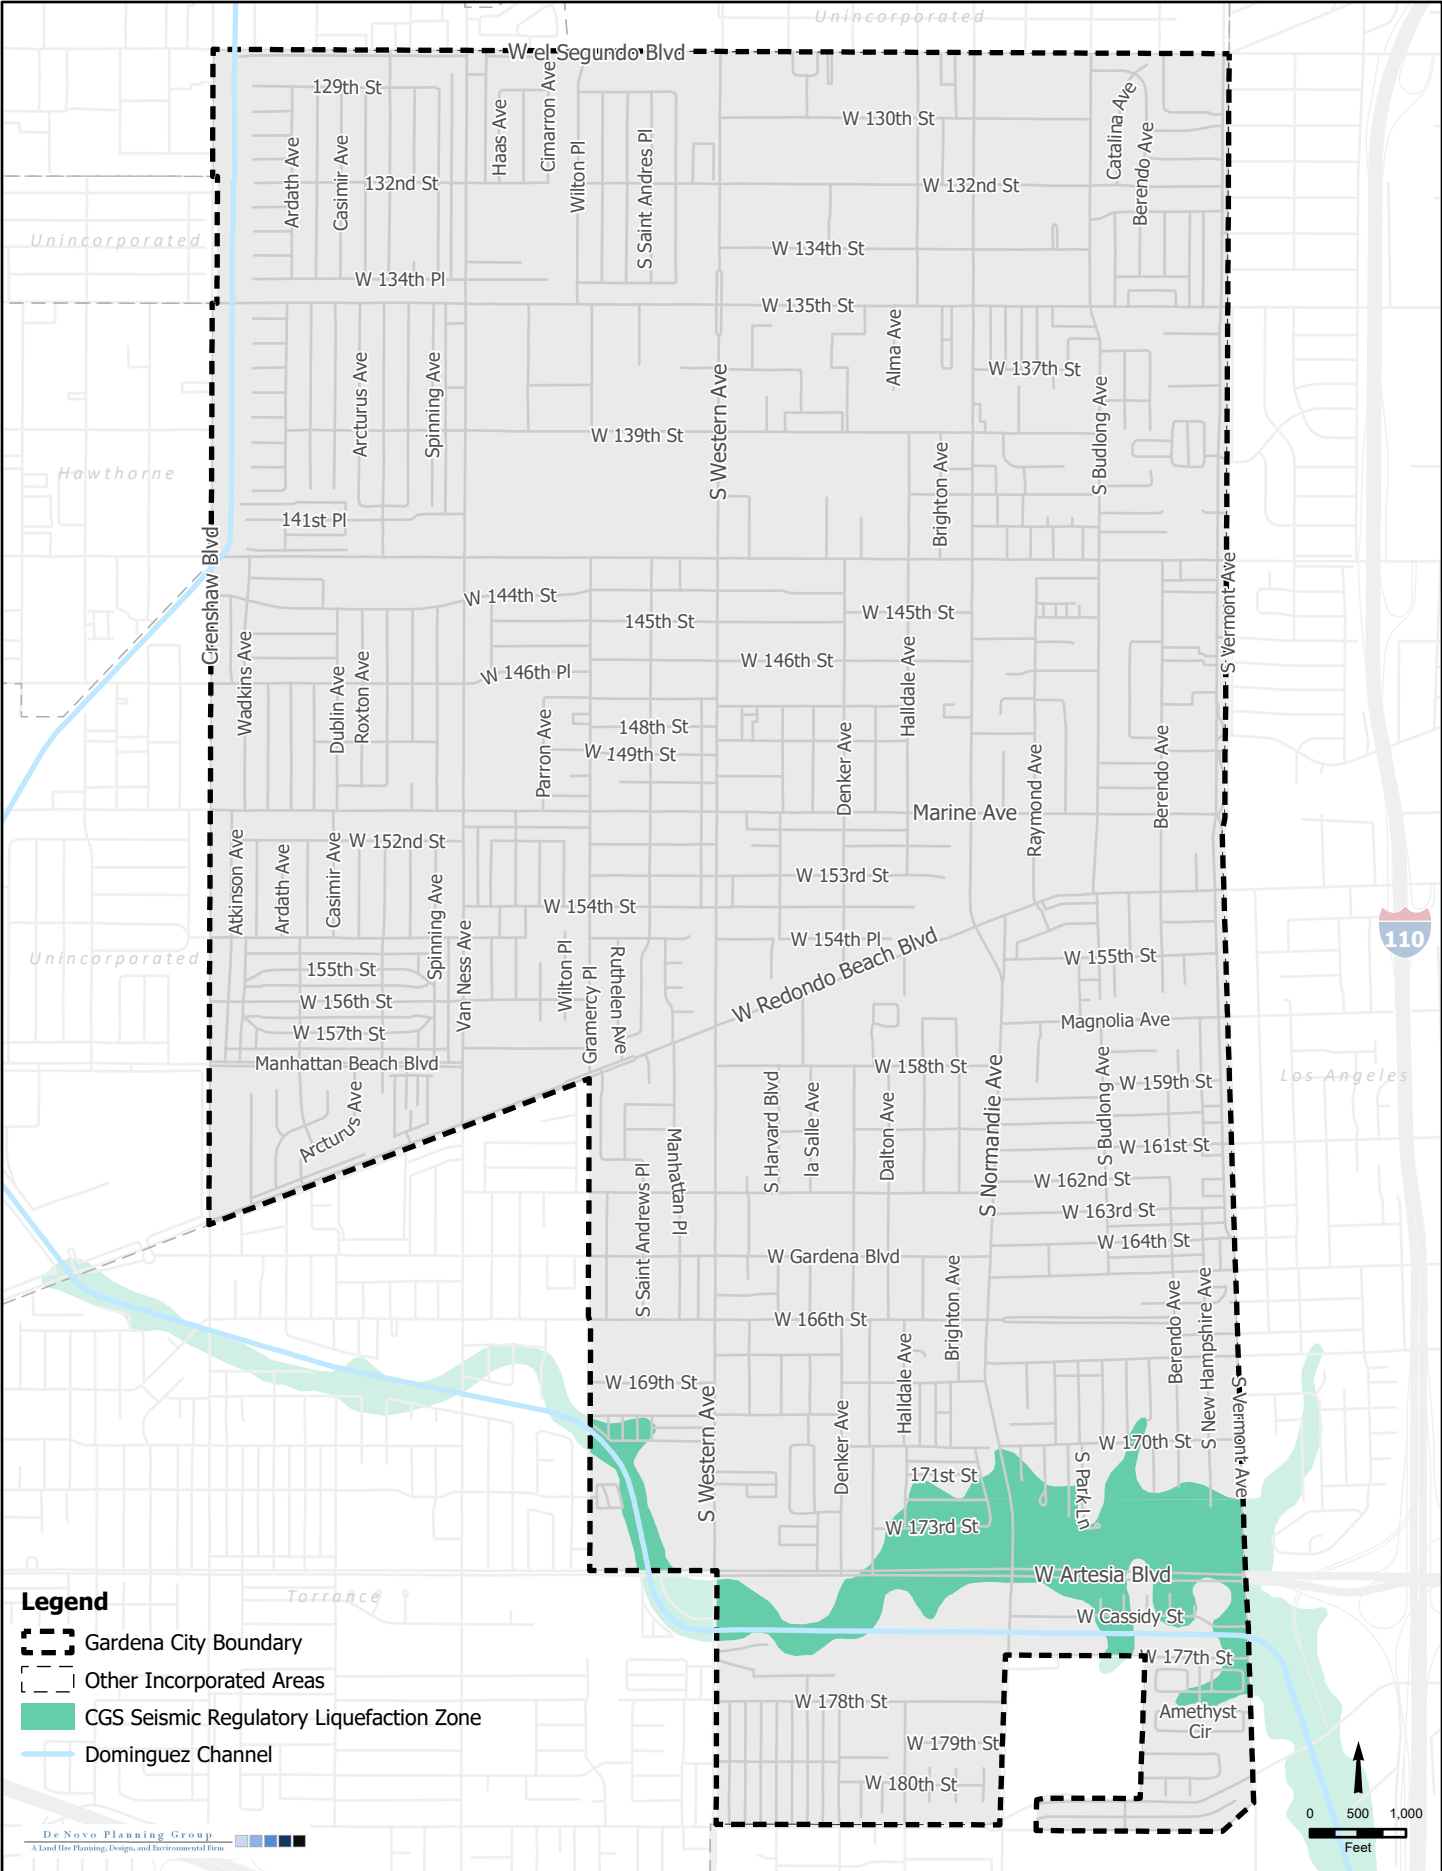 Unincorporated
W el Segundo Blvd
129th St
Cimarron Ave
Haas Ave
Catalina Ave
W 130th St
Ardath Ave
Casimir Ave
Wilton Pl
S Saint Andres Pl
Berendo Ave
132nd St
W 132nd St
Unincorporated
W 134th St
W 134th Pl
W 135th St
Alma Ave
Arcturus Ave
Spinning Ave
W 137th St
S Western Ave
S Budlong Ave
W 139th St
Hawthorne
Brighton Ave
141st Pl
Crenshaw Blvd
S Vermont Ave
W 144th St
145th St
W 145th St
Wadkins Ave
W 146th St
W 146th Pl
Halldale Ave
Dublin Ave
Roxton Ave
Parron Ave
148th St
W 149th St
Denker Ave
Raymond Ave
Berendo Ave
Marine Ave
Atkinson Ave
Ardath Ave
Casimir Ave
W 152nd St
W 153rd St
Spinning Ave
W 154th St
Van Ness Ave
110
W 154th Pl
W Redondo Beach Blvd
W 155th St
Unincorporated
155th St
Wilton Pl
Gramercy Pl
Ruthelen Ave
W 156th St
Magnolia Ave
W 157th St
Manhattan Beach Blvd
W 158th St
S Normandie Ave
S Budlong Ave
W 159th St
Los Angeles
Arcturus Ave
S Harvard Blvd
la Salle Ave
Dalton Ave
Manhattan Pl
W 161st St
S Saint Andrews Pl
W 162nd St
W 163rd St
W 164th St
W Gardena Blvd
Brighton Ave
Berendo Ave
S New Hampshire Ave
W 166th St
Halldale Ave
W 169th St
S Western Ave
Denker Ave
S Vermont Ave
W 170th St
171st St
S Park Ln
W 173rd St
W Artesia Blvd
Torrance
W Cassidy St
W 177th St
W 178th St
Amethyst
Cir
W 179th St
W 180th St
Legend
Gardena City Boundary
Other Incorporated Areas
CGS Seismic Regulatory Liquefaction Zone
Dominguez Channel
De Novo Planning Group
A Land Use Planning, Design, and Environmental Firm
0 500 1,000
Feet